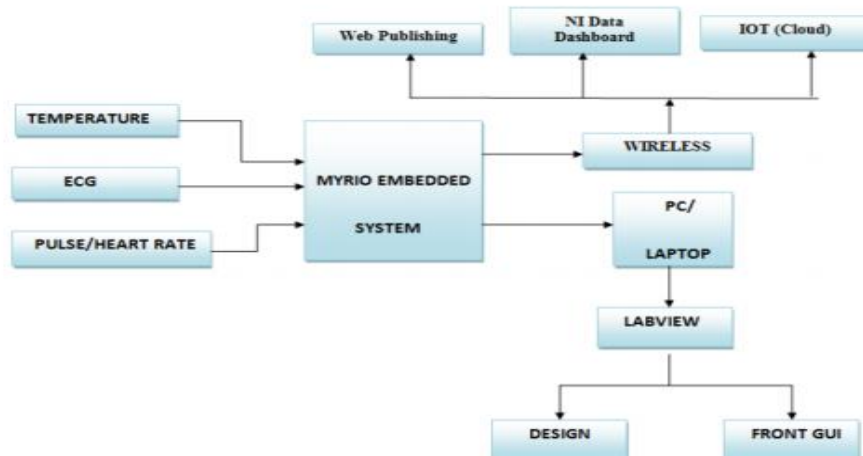 Web Publishing
NI Data
Dashboard
IOT (Cloud)
TEMPERATURE
ECG
PULSE/HEART RATE
MYRIO EMBEDDED
SYSTEM
WIRELESS
PC/
LAPTOP
LABVIEW
DESIGN
FRONT GUI